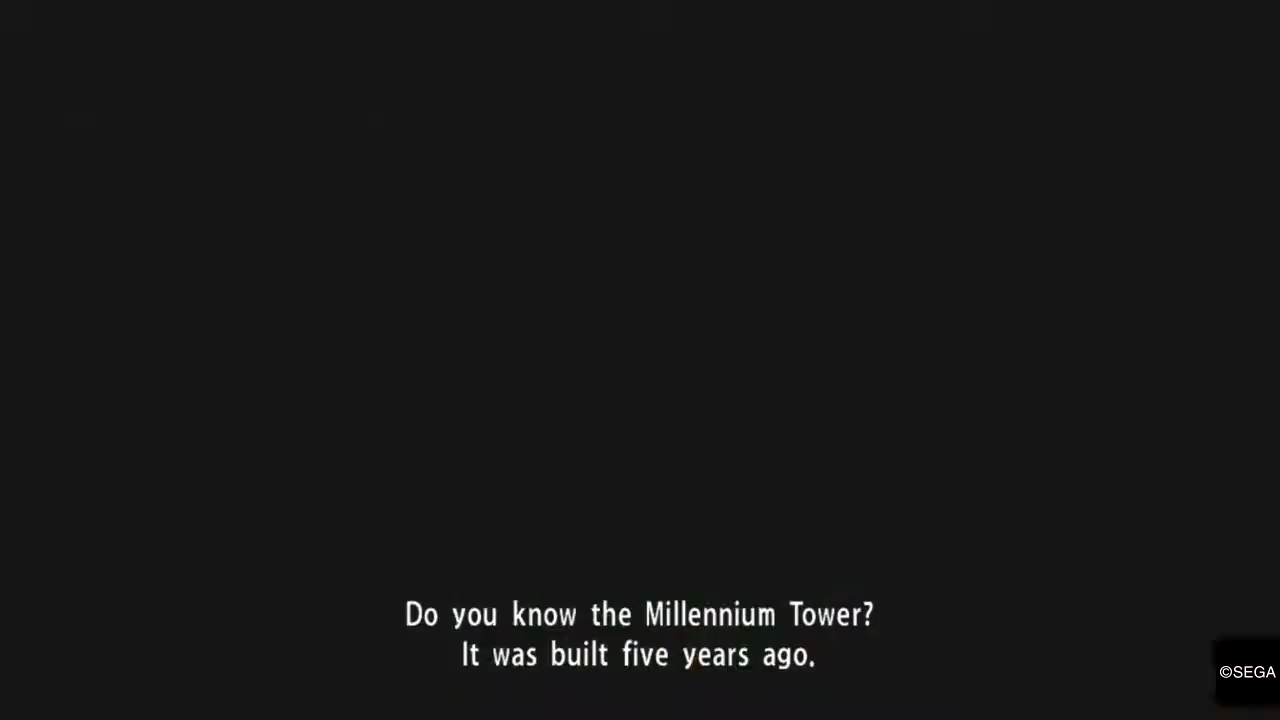 Do you know the Millennium Tower?
It was built five years ago.
©SEGA